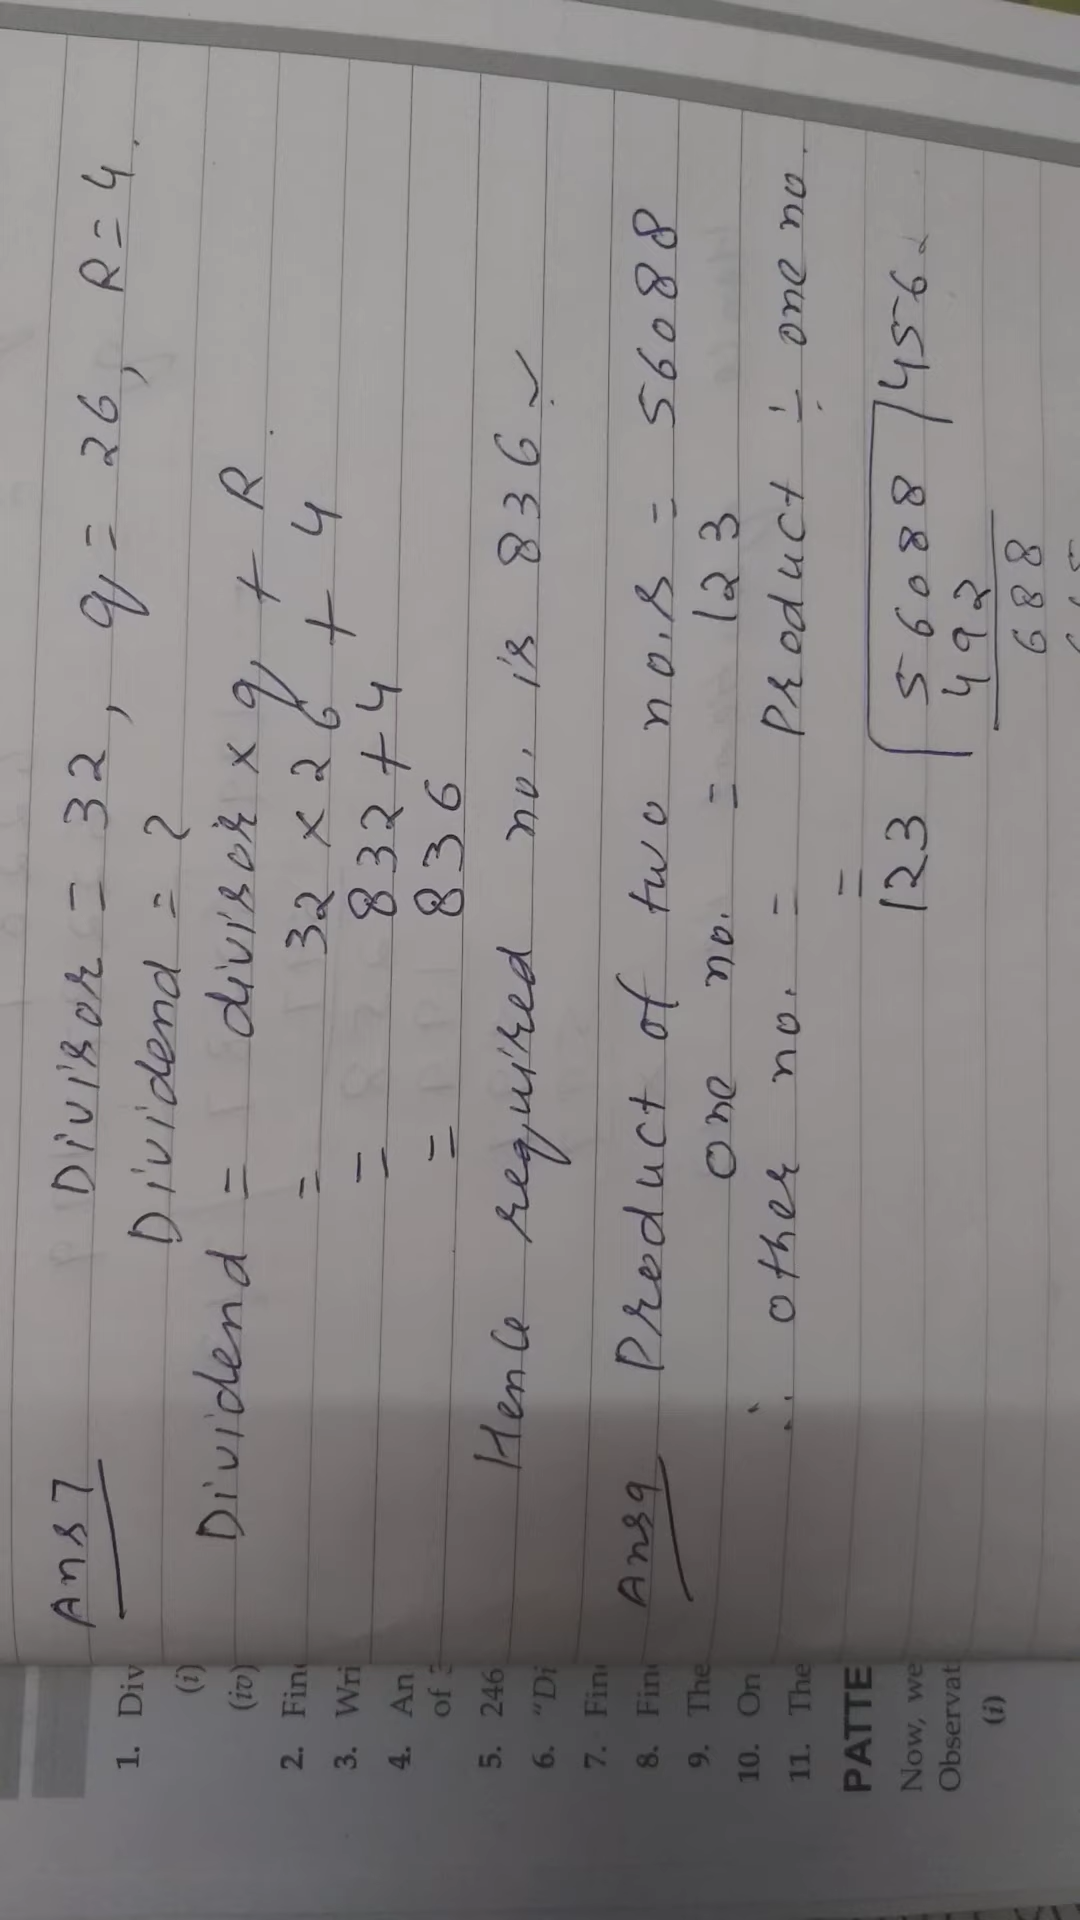 Ans 7 Divisor = 32, q = 26, R = 4.
Dividend = ?
Dividend = divisor × q + R
= 32 × 26 + 4
= 832 + 4
= 836
Hence required no. is 836.
Ans 9 Product of two no.s = 56088
one no. = 123
∴ other no. = Product ÷ one no.
=
123 56088 456
492
688
1. Div
(i)
(iv)
2. Fin
3. Wri
4. An
of
5. 246
6. "Di
7. Fin
8. Fin
9. The
10. On
11. The
PATTE
Now, we
Observat
(i)